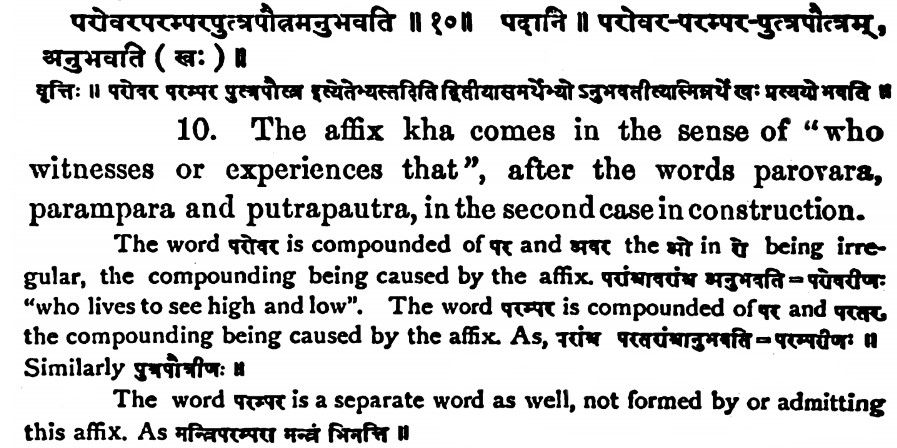 परोवरपरम्परपुत्रपौत्रमनुभवति ॥ १०॥ पदानि ॥ परोवर-परम्पर-पुत्रपौत्रम्,
अनुभवाति ( खः ) ॥
वृत्तिः ॥ परोवर परम्पर पुत्रपौत्र इत्येतेभ्यस्तदिति द्वितीयासमर्थेभ्यो ऽनुभवतीत्यस्मिन्नर्थे खः प्रत्ययो भवति ॥
10. The affix kha comes in the sense of “who
witnesses or experiences that”, after the words parovara,
parampara and putrapautra, in the second case in construction.
The word परोवर is compounded of पर and अवर the ओ in रो being irre-
gular, the compounding being caused by the affix. परांश्चावरांश्च अनुभवति = परोवरीणः
“who lives to see high and low”. The word परम्पर is compounded of पर and परतर,
the compounding being caused by the affix. As, परांश्च परतरांश्चानुभवति = परम्परीणः ॥
Similarly पुत्रपौत्रीणः ॥
The word परम्पर is a separate word as well, not formed by or admitting
this affix. As मन्त्रिपरम्परा मन्त्रं भिनत्ति ॥